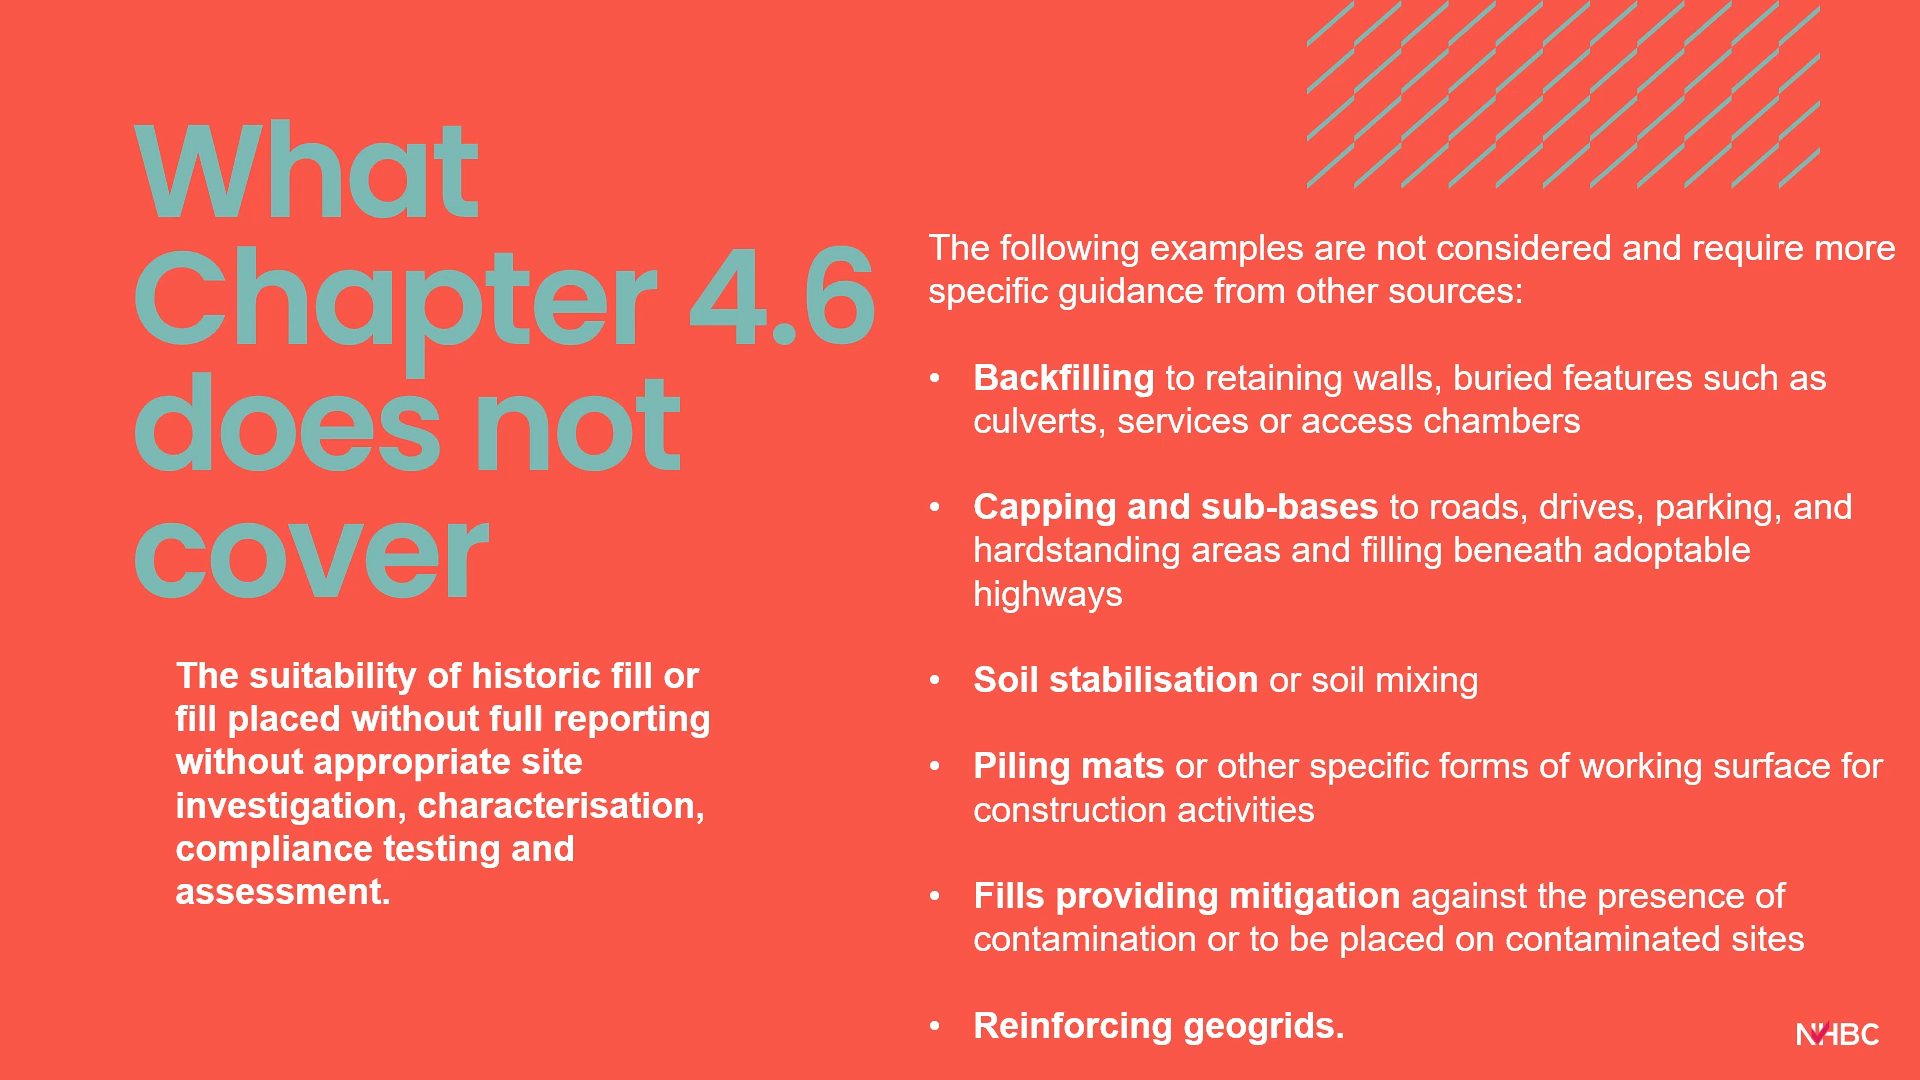 What
Chapter 4.6
does not
cover
The suitability of historic fill or
fill placed without full reporting
without appropriate site
investigation, characterisation,
compliance testing and
assessment.
The following examples are not considered and require more
specific guidance from other sources:
• Backfilling to retaining walls, buried features such as
culverts, services or access chambers
• Capping and sub-bases to roads, drives, parking, and
hardstanding areas and filling beneath adoptable
highways
• Soil stabilisation or soil mixing
• Piling mats or other specific forms of working surface for
construction activities
• Fills providing mitigation against the presence of
contamination or to be placed on contaminated sites
• Reinforcing geogrids.
NHBC